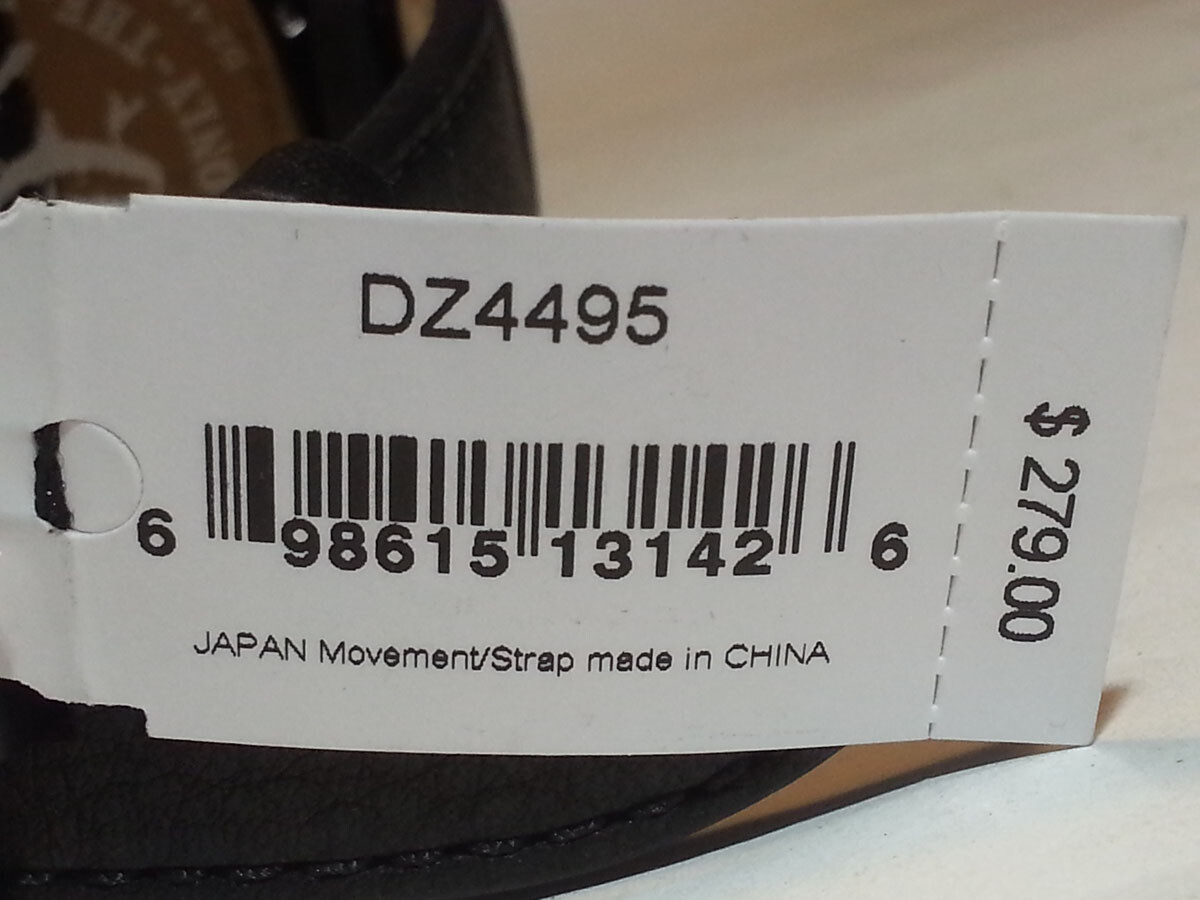 DZ4495
6 98615 13142 6
JAPAN Movement/Strap made in CHINA
$ 279.00